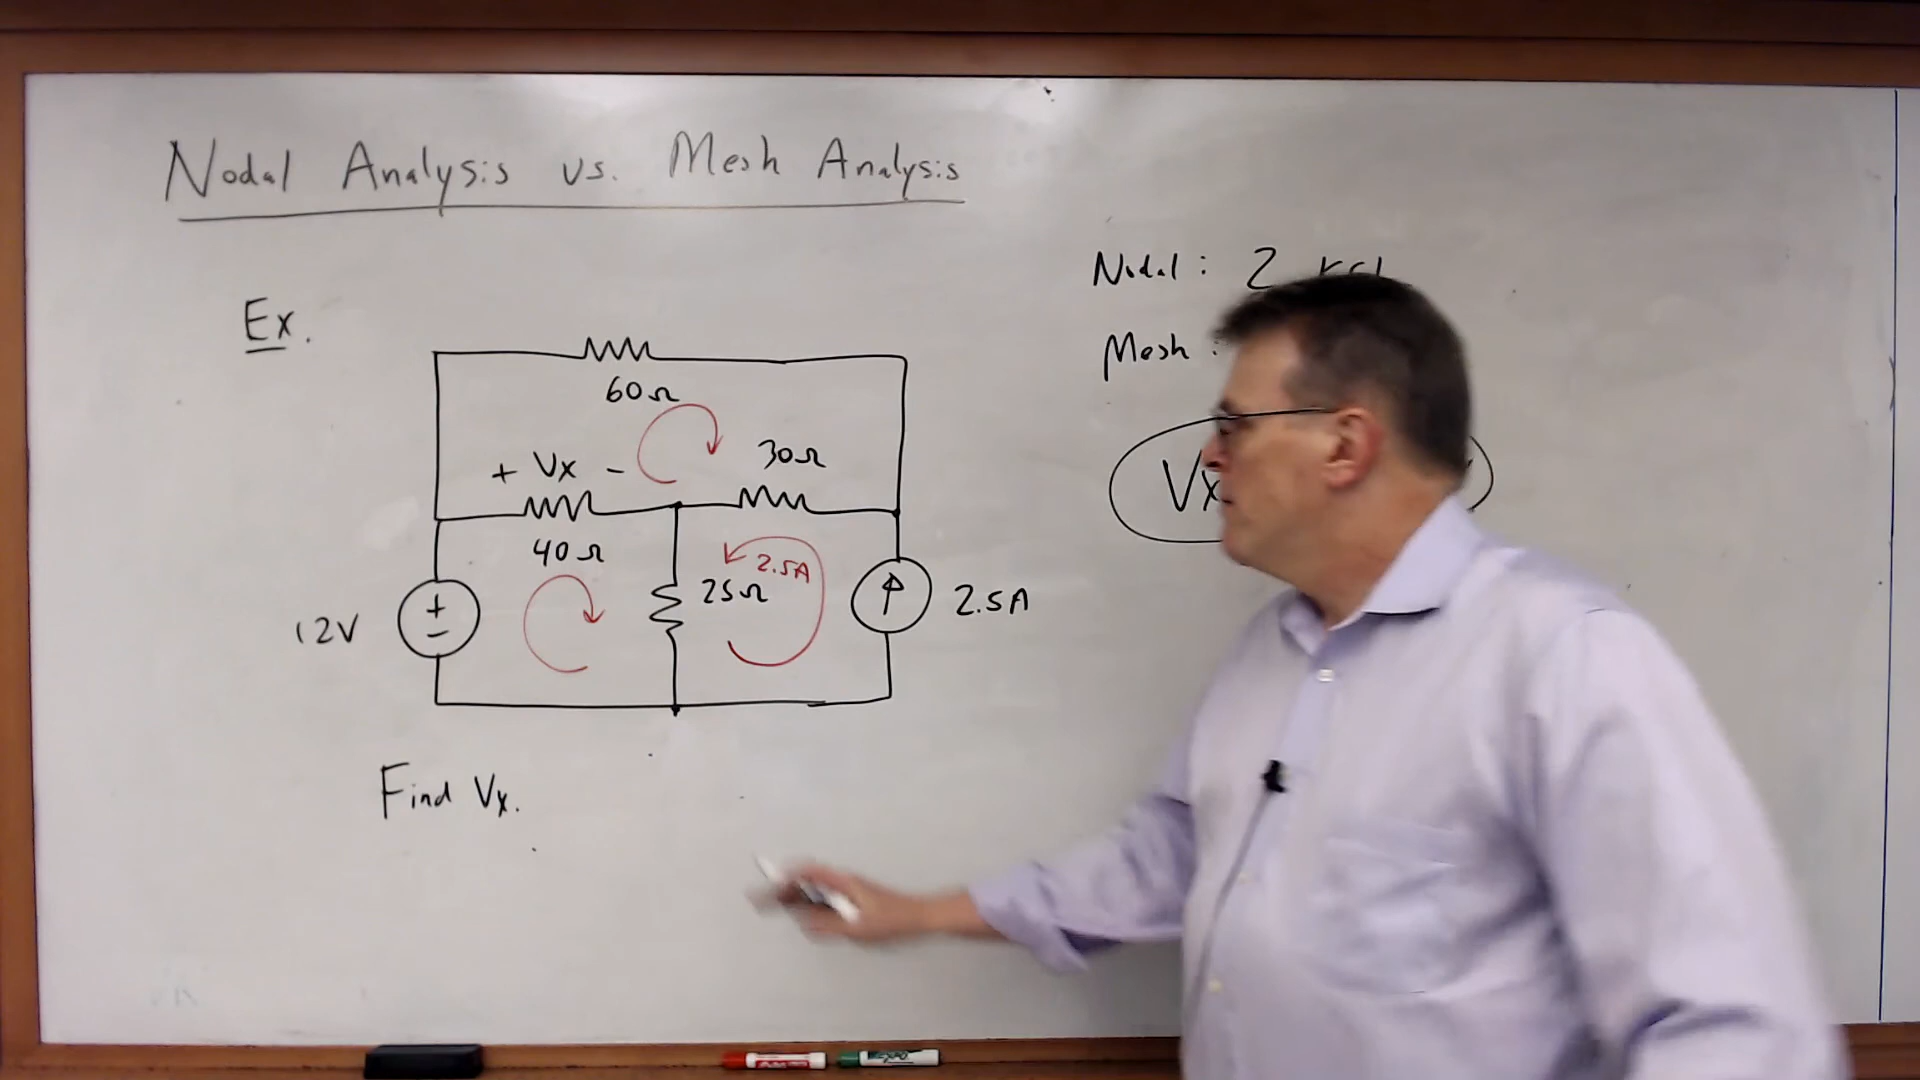 Nodal Analysis vs. Mesh Analysis
Nodal: 2
Ex.
Mesh:
60Ω
+ Vx -
30Ω
Vx
40Ω
2.5A
25Ω
12V
+
-
2.5A
Find Vx.
EXPO